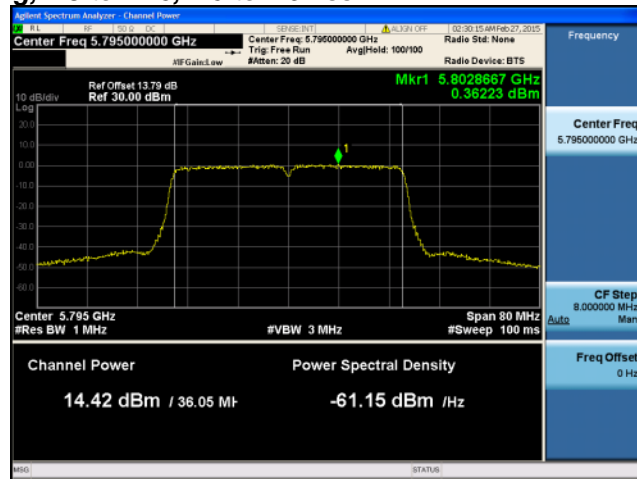 Agilent Spectrum Analyzer - Channel Power
RL RF 50 Ω DC SENSE:INT ALIGN OFF 02:30:15 AM Feb 27, 2015
Center Freq 5.795000000 GHz
Center Freq: 5.795000000 GHz
Radio Std: None
Trig: Free Run Avg|Hold: 100/100
#IFGain:Low #Atten: 20 dB Radio Device: BTS
Mkr1 5.8028667 GHz
0.36223 dBm
Ref Offset 13.79 dB
10 dB/div Ref 30.00 dBm
Log
20.0
10.0
0.00
-10.0
-20.0
-30.0
-40.0
-50.0
-60.0
1
Center 5.795 GHz Span 80 MHz
#Res BW 1 MHz #VBW 3 MHz #Sweep 100 ms
Channel Power Power Spectral Density
14.42 dBm / 36.05 MH -61.15 dBm /Hz
MSG STATUS
Frequency
Center Freq
5.795000000 GHz
CF Step
8.000000 MHz
Auto Man
Freq Offset
0 Hz